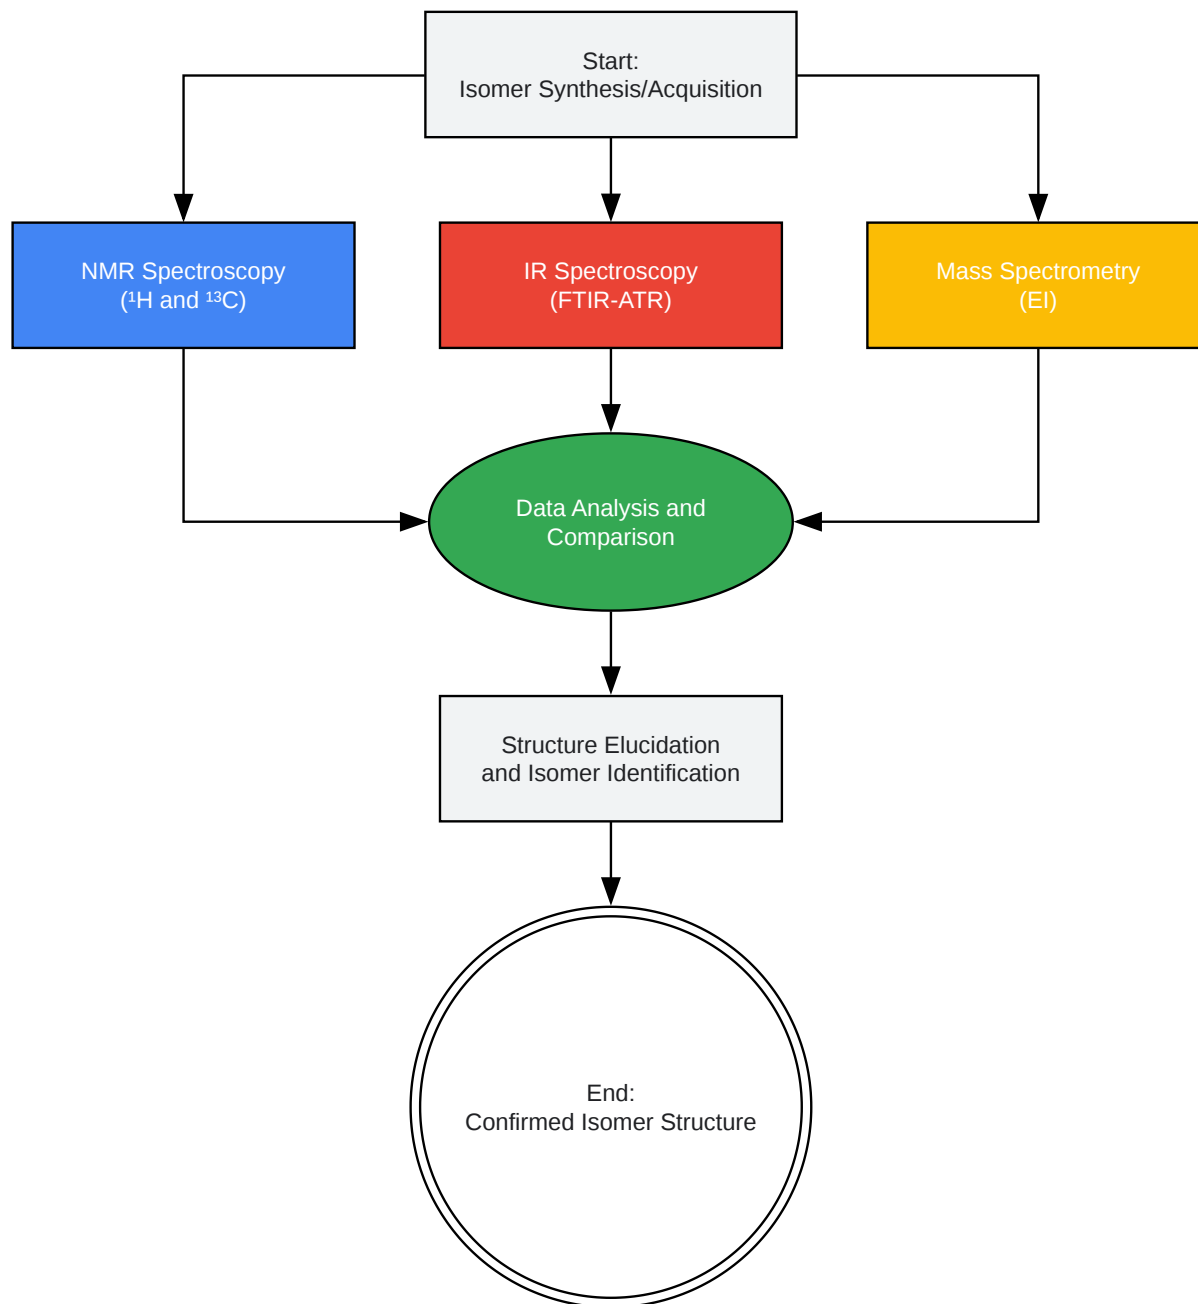 Start:
Isomer Synthesis/Acquisition
NMR Spectroscopy
(¹H and ¹³C)
IR Spectroscopy
(FTIR-ATR)
Mass Spectrometry
(EI)
Data Analysis and
Comparison
Structure Elucidation
and Isomer Identification
End:
Confirmed Isomer Structure